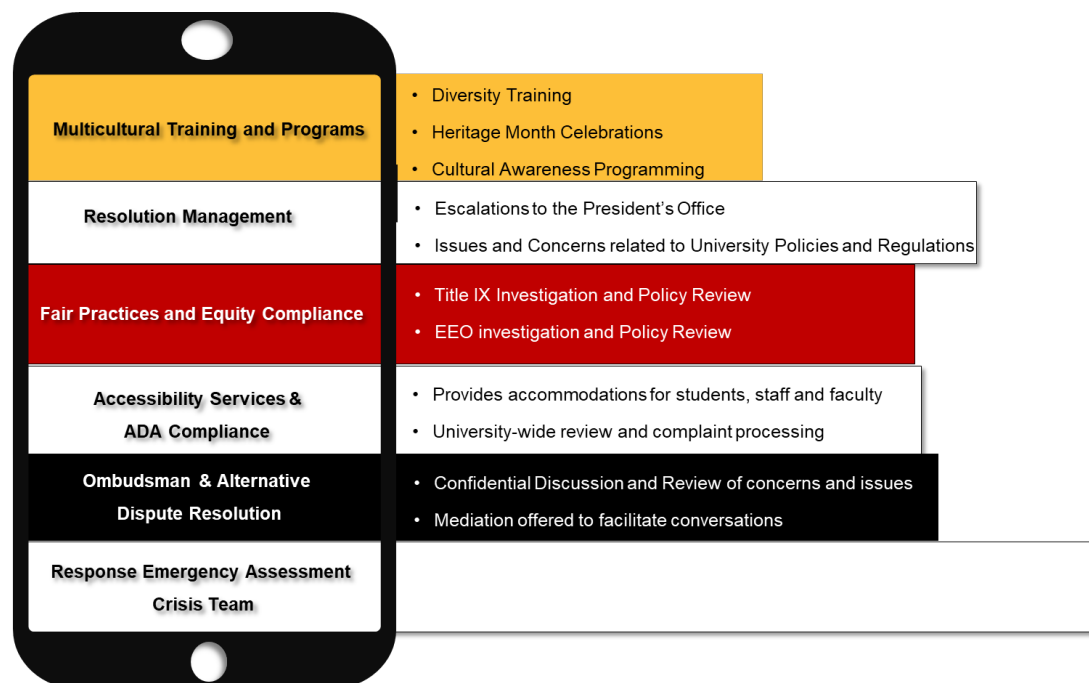 Multicultural Training and Programs
• Diversity Training
• Heritage Month Celebrations
• Cultural Awareness Programming
Resolution Management
• Escalations to the President’s Office
• Issues and Concerns related to University Policies and Regulations
Fair Practices and Equity Compliance
• Title IX Investigation and Policy Review
• EEO investigation and Policy Review
Accessibility Services &
ADA Compliance
• Provides accommodations for students, staff and faculty
• University-wide review and complaint processing
Ombudsman & Alternative
Dispute Resolution
• Confidential Discussion and Review of concerns and issues
• Mediation offered to facilitate conversations
Response Emergency Assessment
Crisis Team